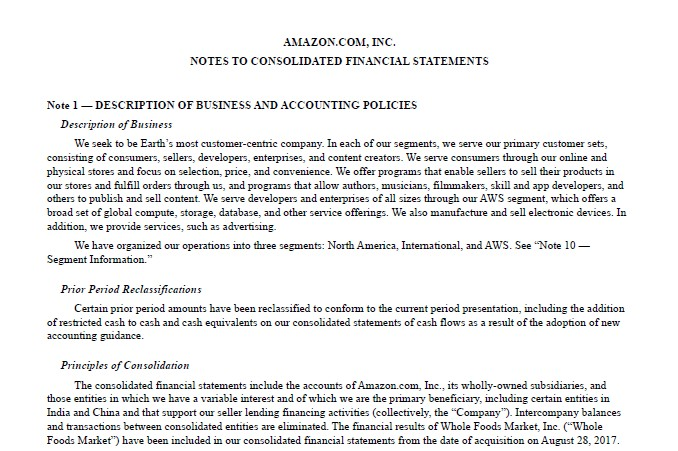 AMAZON.COM, INC.
NOTES TO CONSOLIDATED FINANCIAL STATEMENTS
Note 1 — DESCRIPTION OF BUSINESS AND ACCOUNTING POLICIES
Description of Business
We seek to be Earth’s most customer-centric company. In each of our segments, we serve our primary customer sets,
consisting of consumers, sellers, developers, enterprises, and content creators. We serve consumers through our online and
physical stores and focus on selection, price, and convenience. We offer programs that enable sellers to sell their products in
our stores and fulfill orders through us, and programs that allow authors, musicians, filmmakers, skill and app developers, and
others to publish and sell content. We serve developers and enterprises of all sizes through our AWS segment, which offers a
broad set of global compute, storage, database, and other service offerings. We also manufacture and sell electronic devices. In
addition, we provide services, such as advertising.
We have organized our operations into three segments: North America, International, and AWS. See “Note 10 —
Segment Information.”
Prior Period Reclassifications
Certain prior period amounts have been reclassified to conform to the current period presentation, including the addition
of restricted cash to cash and cash equivalents on our consolidated statements of cash flows as a result of the adoption of new
accounting guidance.
Principles of Consolidation
The consolidated financial statements include the accounts of Amazon.com, Inc., its wholly-owned subsidiaries, and
those entities in which we have a variable interest and of which we are the primary beneficiary, including certain entities in
India and China and that support our seller lending financing activities (collectively, the “Company”). Intercompany balances
and transactions between consolidated entities are eliminated. The financial results of Whole Foods Market, Inc. (“Whole
Foods Market”) have been included in our consolidated financial statements from the date of acquisition on August 28, 2017.